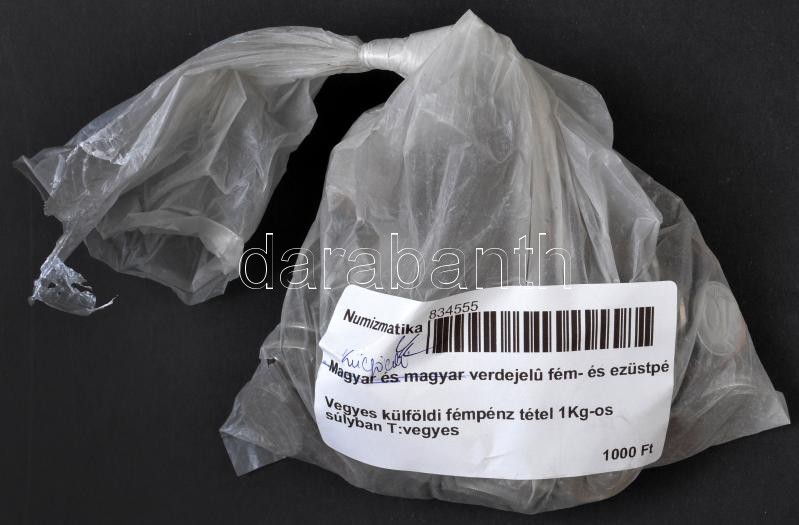 darabanth
Numizmatika 834555
Külföldi
Magyar és magyar verdejelû fém- és ezüstpé
Vegyes külföldi fémpénz tétel 1Kg-os
súlyban T:vegyes
1000 Ft